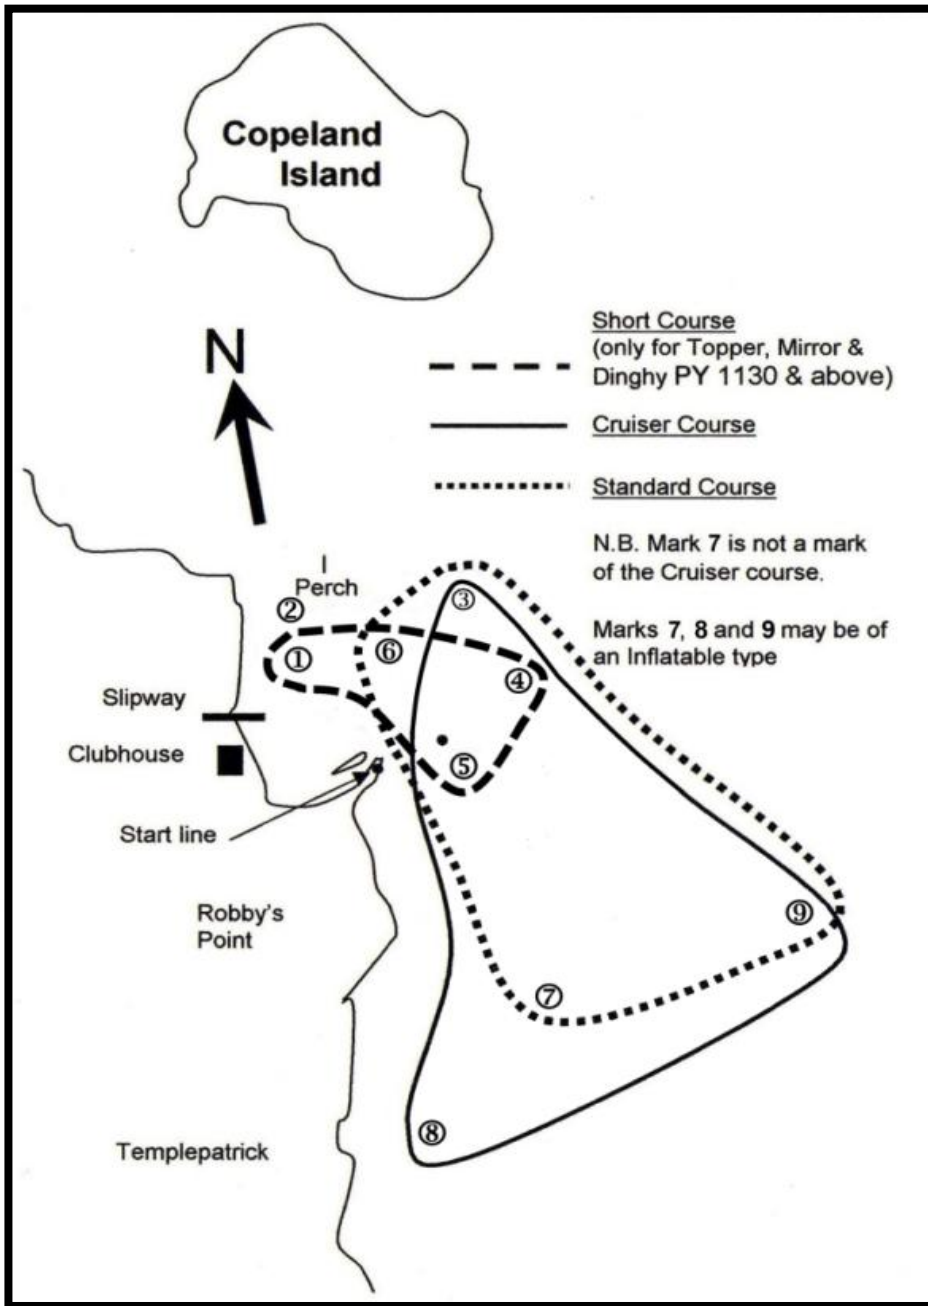 Copeland
Island
N
Short Course
(only for Topper, Mirror &
Dinghy PY 1130 & above)
Cruiser Course
Standard Course
N.B. Mark 7 is not a mark
of the Cruiser course.
Marks 7, 8 and 9 may be of
an Inflatable type
I
Perch
②
③
①
⑥
④
Slipway
Clubhouse
⑤
Start line
Robby's
Point
⑨
⑦
⑧
Templepatrick